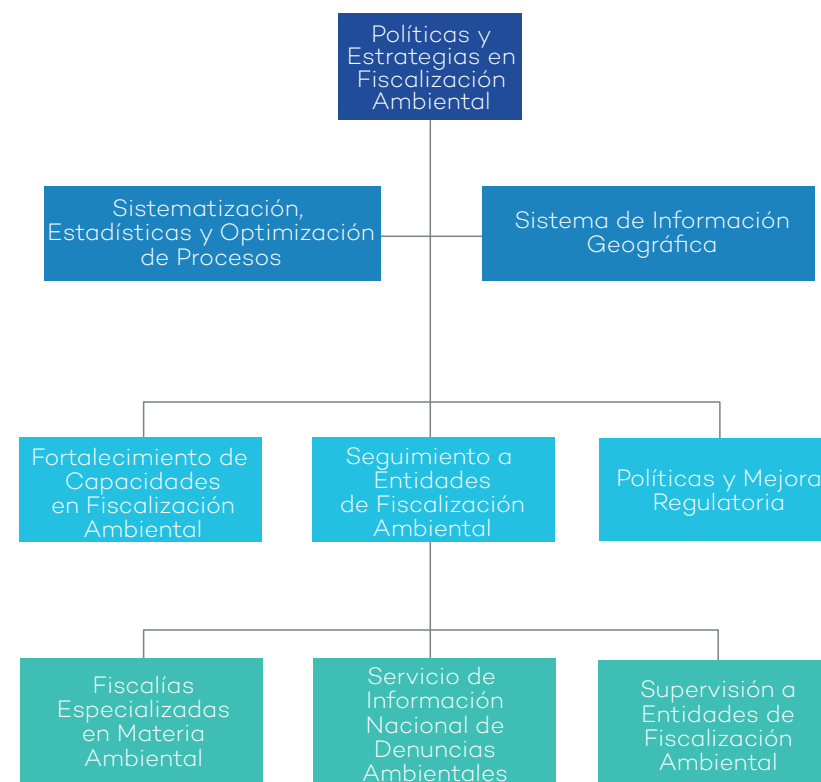 Políticas y
Estrategias en
Fiscalización
Ambiental
Sistematización,
Estadísticas y Optimización
de Procesos
Sistema de Información
Geográfica
Fortalecimiento de
Capacidades
en Fiscalización
Ambiental
Seguimiento a
Entidades
de Fiscalización
Ambiental
Políticas y Mejora
Regulatoria
Fiscalías
Especializadas
en Materia
Ambiental
Servicio de
Información
Nacional de
Denuncias
Ambientales
Supervisión a
Entidades de
Fiscalización
Ambiental